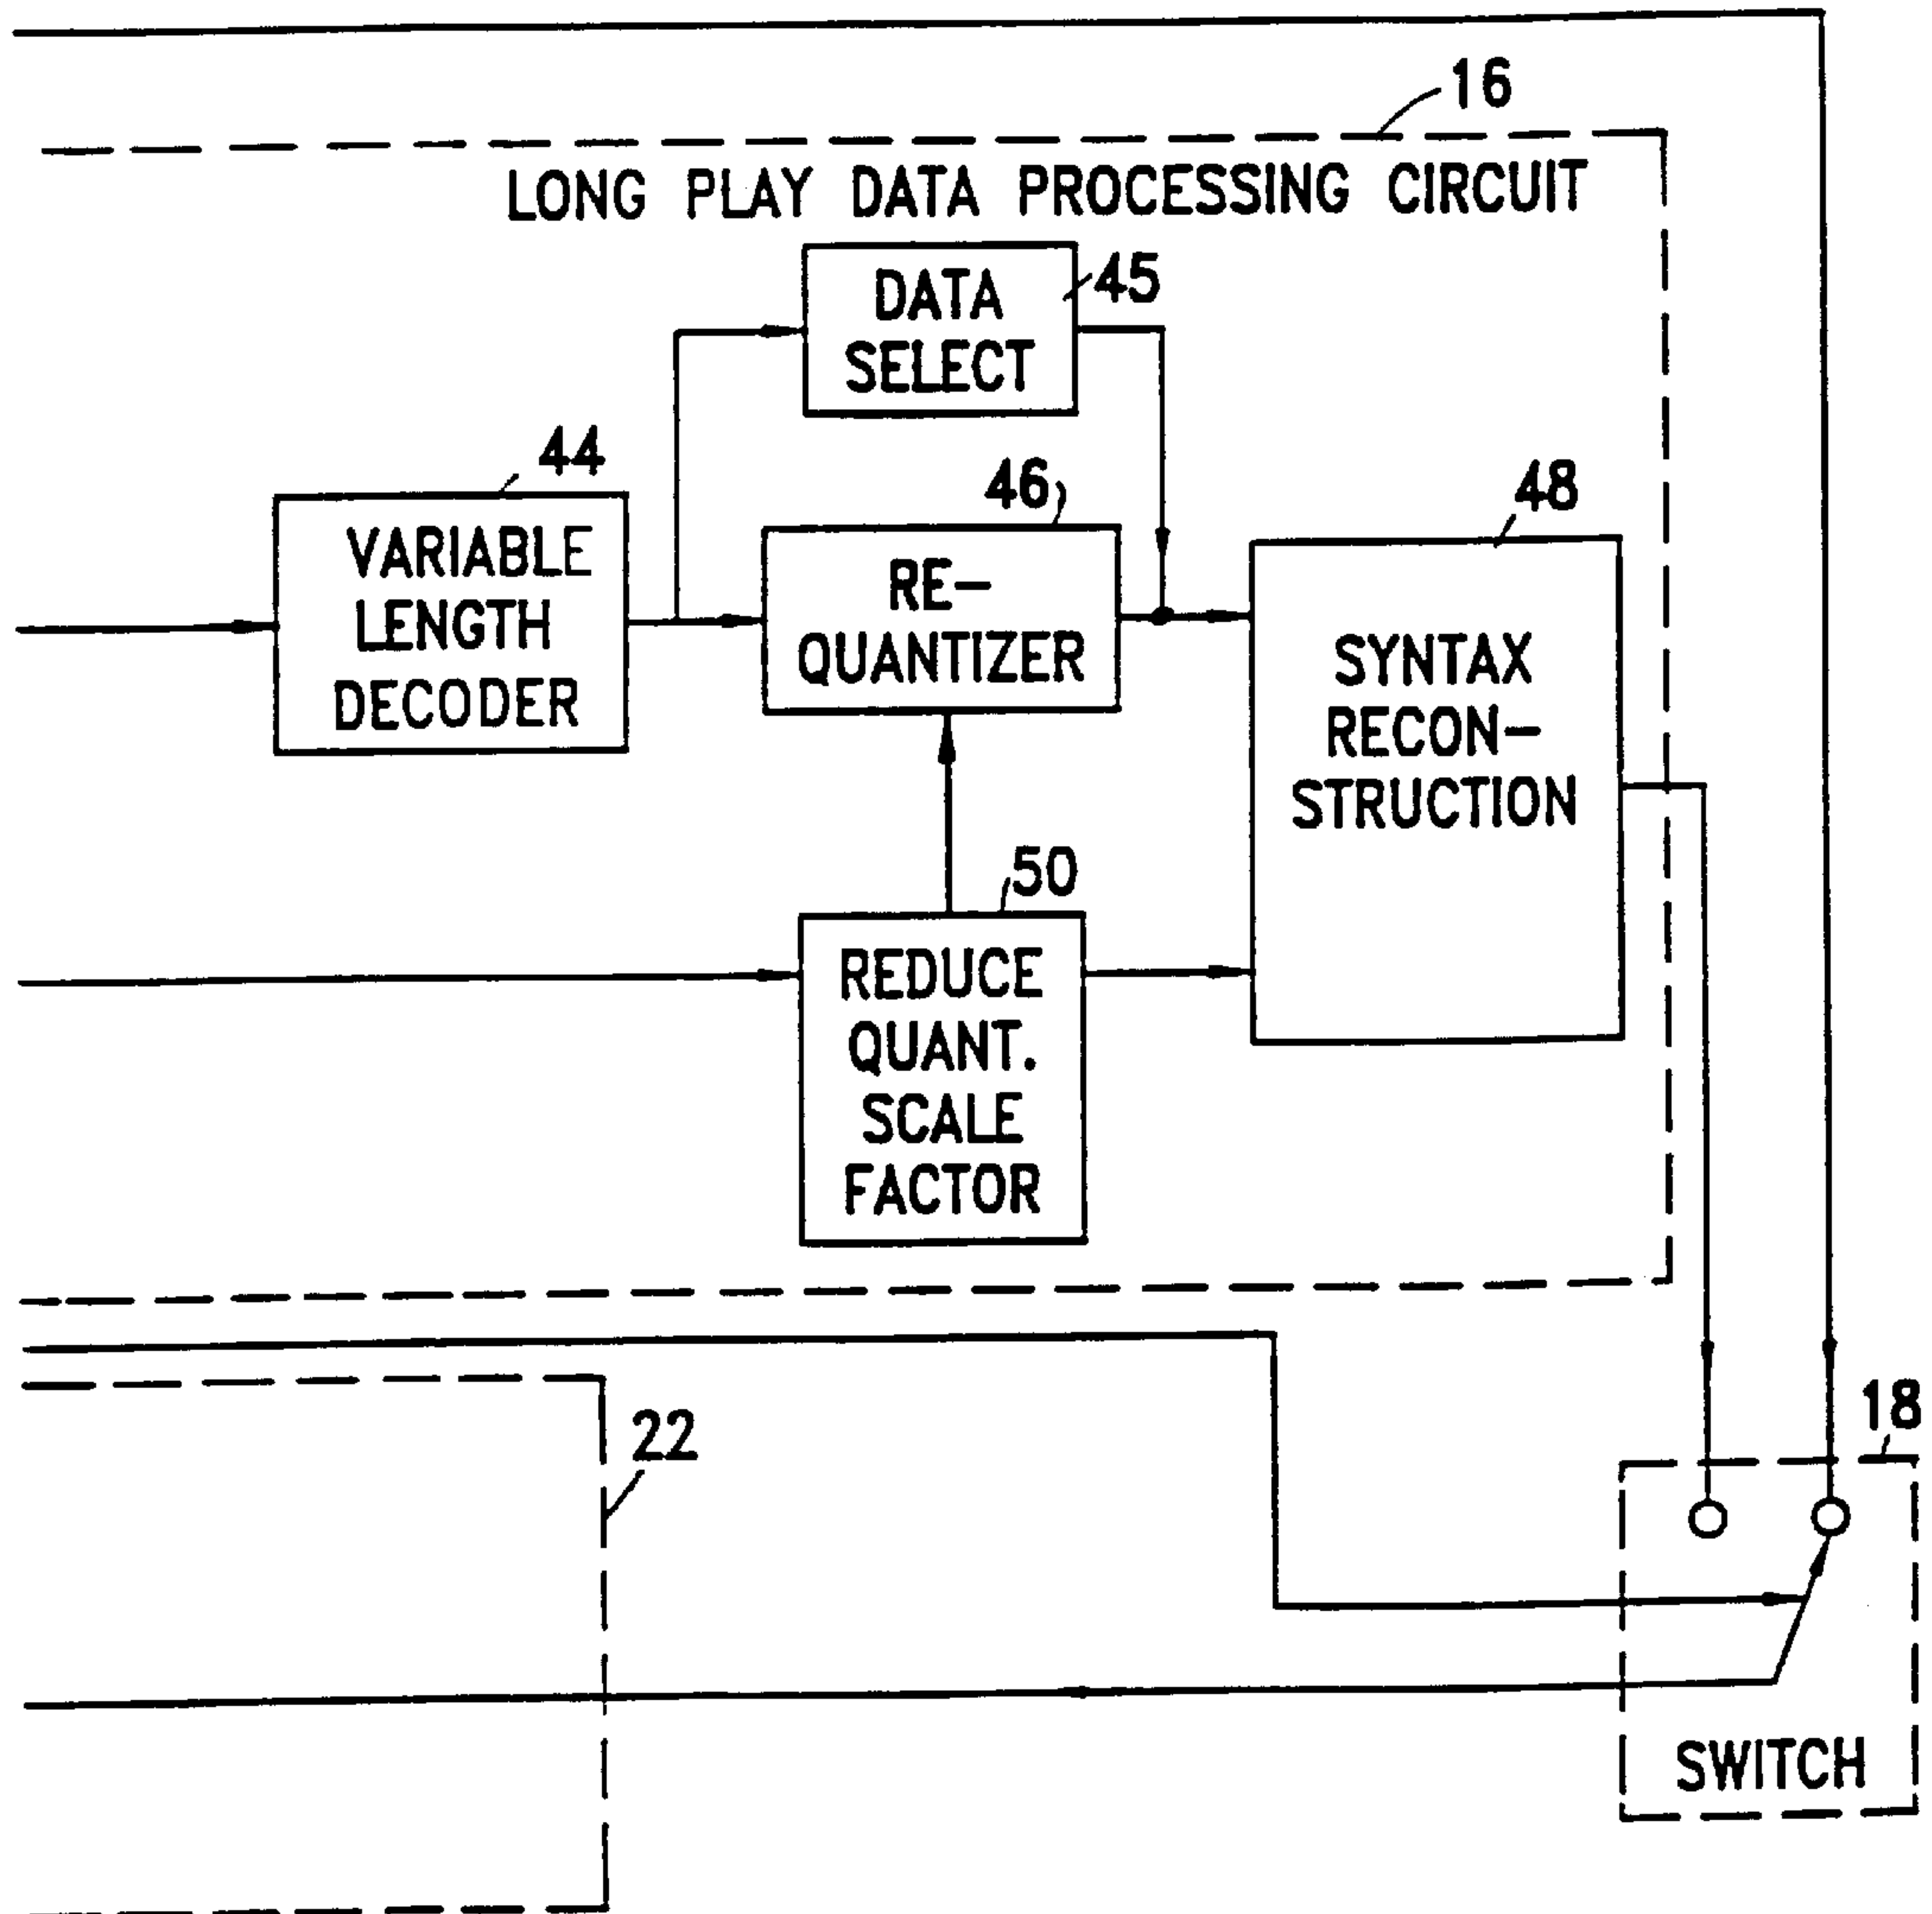 16
LONG PLAY DATA PROCESSING CIRCUIT
DATA
SELECT
45
44
VARIABLE
LENGTH
DECODER
46
RE-
QUANTIZER
48
SYNTAX
RECON-
STRUCTION
50
REDUCE
QUANT.
SCALE
FACTOR
22
18
SWITCH